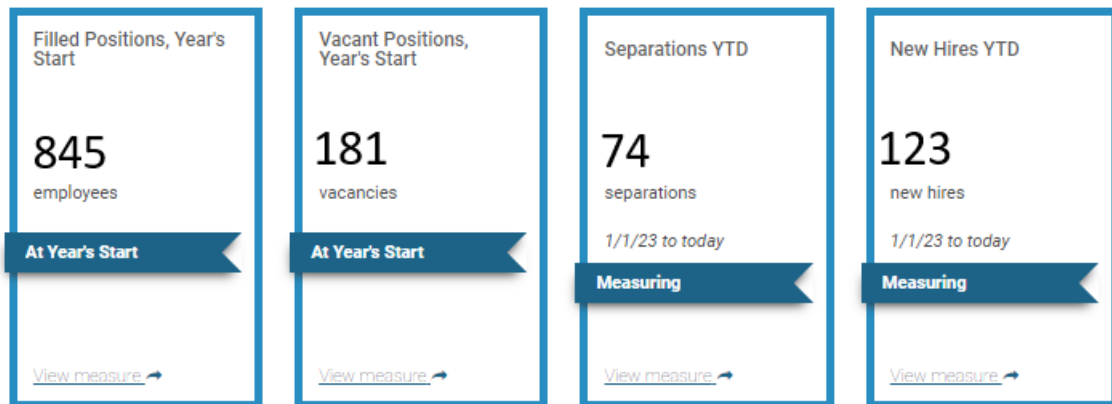 Filled Positions, Year's
Start
845
employees
At Year's Start
View measure
Vacant Positions,
Year's Start
181
vacancies
At Year's Start
View measure
Separations YTD
74
separations
1/1/23 to today
Measuring
View measure
New Hires YTD
123
new hires
1/1/23 to today
Measuring
View measure